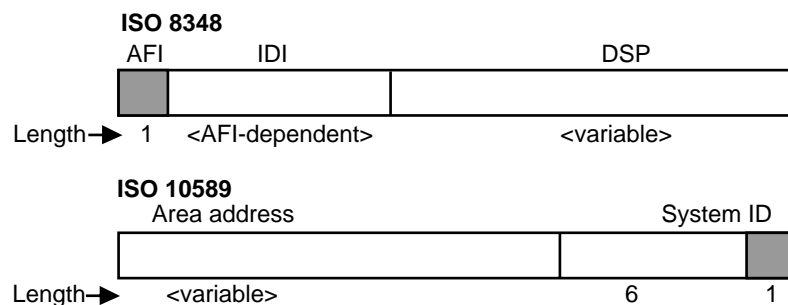 ISO 8348
AFI IDI DSP
Length 1 <AFI-dependent> <variable>
ISO 10589
Area address System ID
Length <variable> 6 1